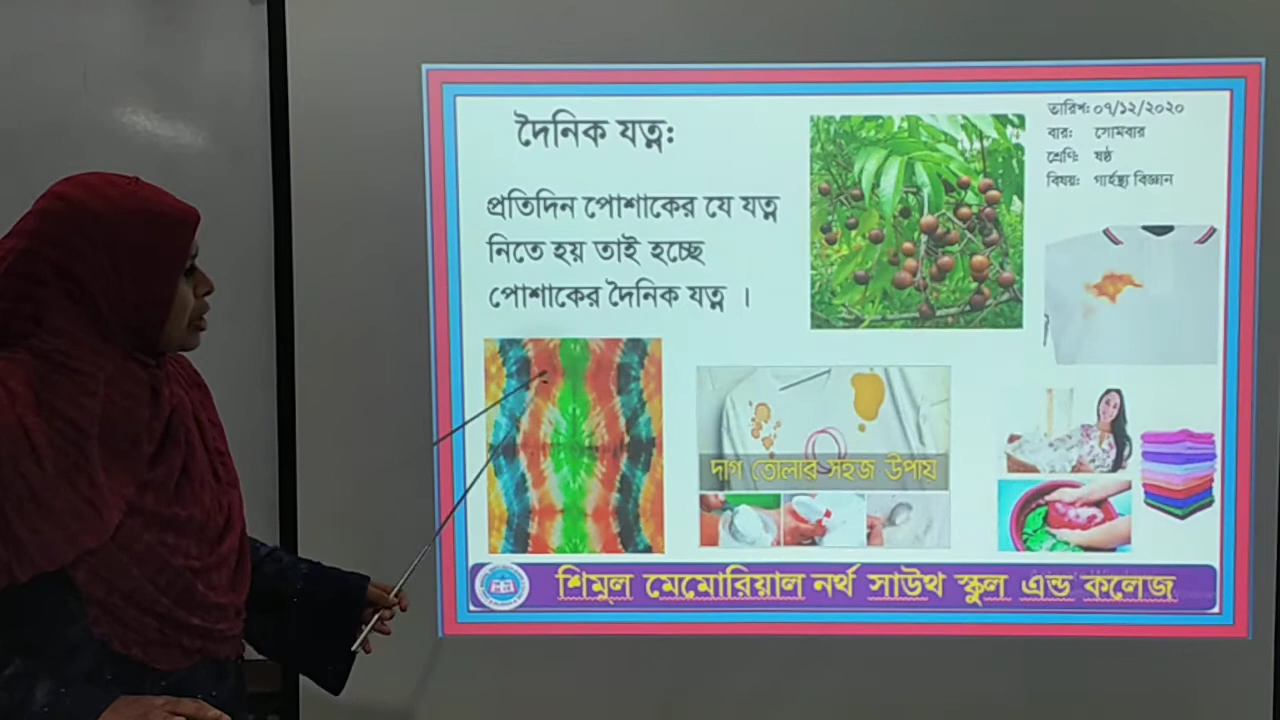 দৈনিক যত্ন:
প্রতিদিন পোশাকের যে যত্ন
নিতে হয় তাই হচ্ছে
পোশাকের দৈনিক যত্ন ।
তারিখ: ০৭/১২/২০২০
বার: সোমবার
শ্রেণি: ষষ্ঠ
বিষয়: গার্হস্থ্য বিজ্ঞান
দাগ তোলার সহজ উপায়
শিমুল মেমোরিয়াল নর্থ সাউথ স্কুল এন্ড কলেজ